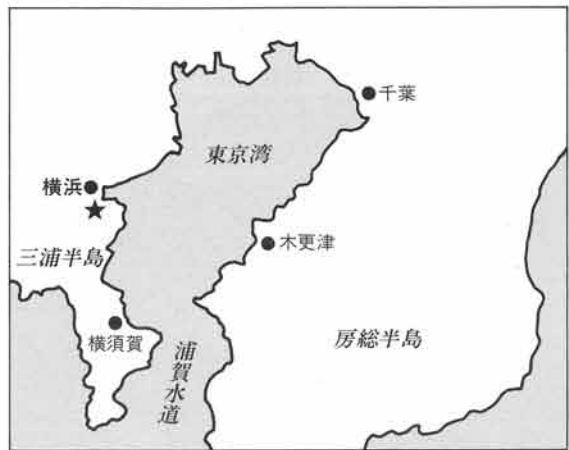 千葉
東京湾
横浜
三浦半島
木更津
横須賀
浦賀水道
房総半島